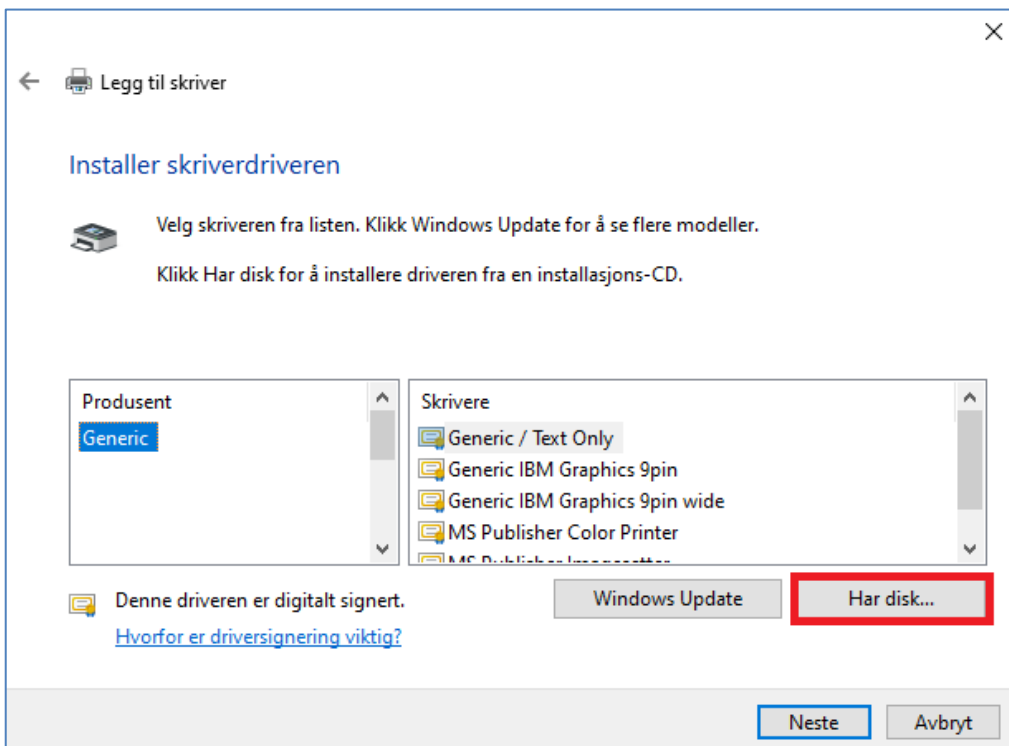 Legg til skriver
Installer skriverdriveren
Velg skriveren fra listen. Klikk Windows Update for å se flere modeller.
Klikk Har disk for å installere driveren fra en installasjons-CD.
Produsent
Generic
Skrivere
Generic / Text Only
Generic IBM Graphics 9pin
Generic IBM Graphics 9pin wide
MS Publisher Color Printer
MS Publisher Imagesetter
Denne driveren er digitalt signert.
Hvorfor er driversignering viktig?
Windows Update
Har disk...
Neste
Avbryt